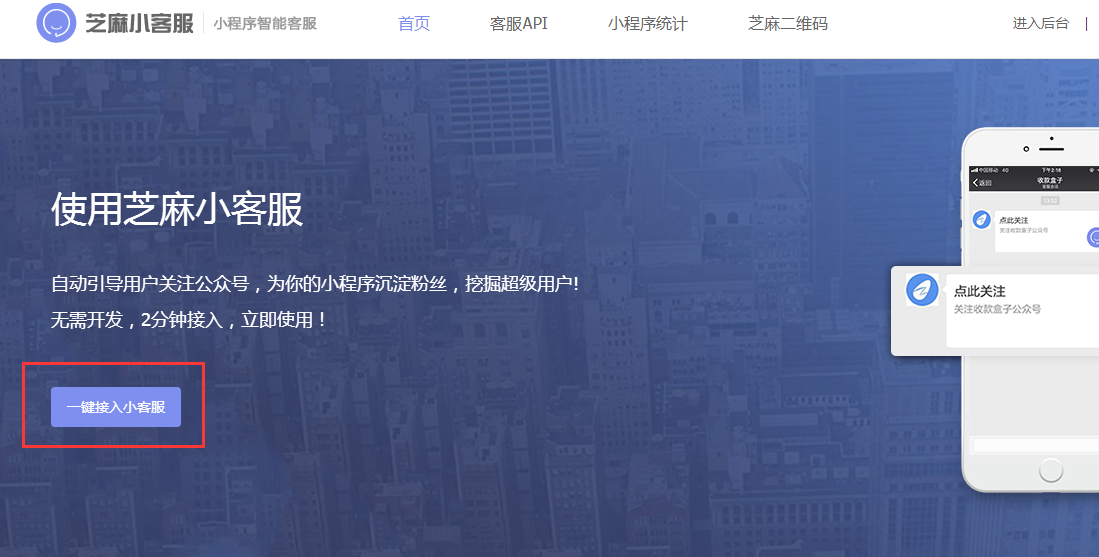 芝麻小客服 小程序智能客服 首页 客服API 小程序统计 芝麻二维码 进入后台
使用芝麻小客服
自动引导用户关注公众号，为你的小程序沉淀粉丝，挖掘超级用户!
无需开发，2分钟接入，立即使用！
一键接入小客服
中国移动 4G 下午2:18
返回 收款盒子
客服会话
点此关注
关注收款盒子公众号
点此关注
关注收款盒子公众号